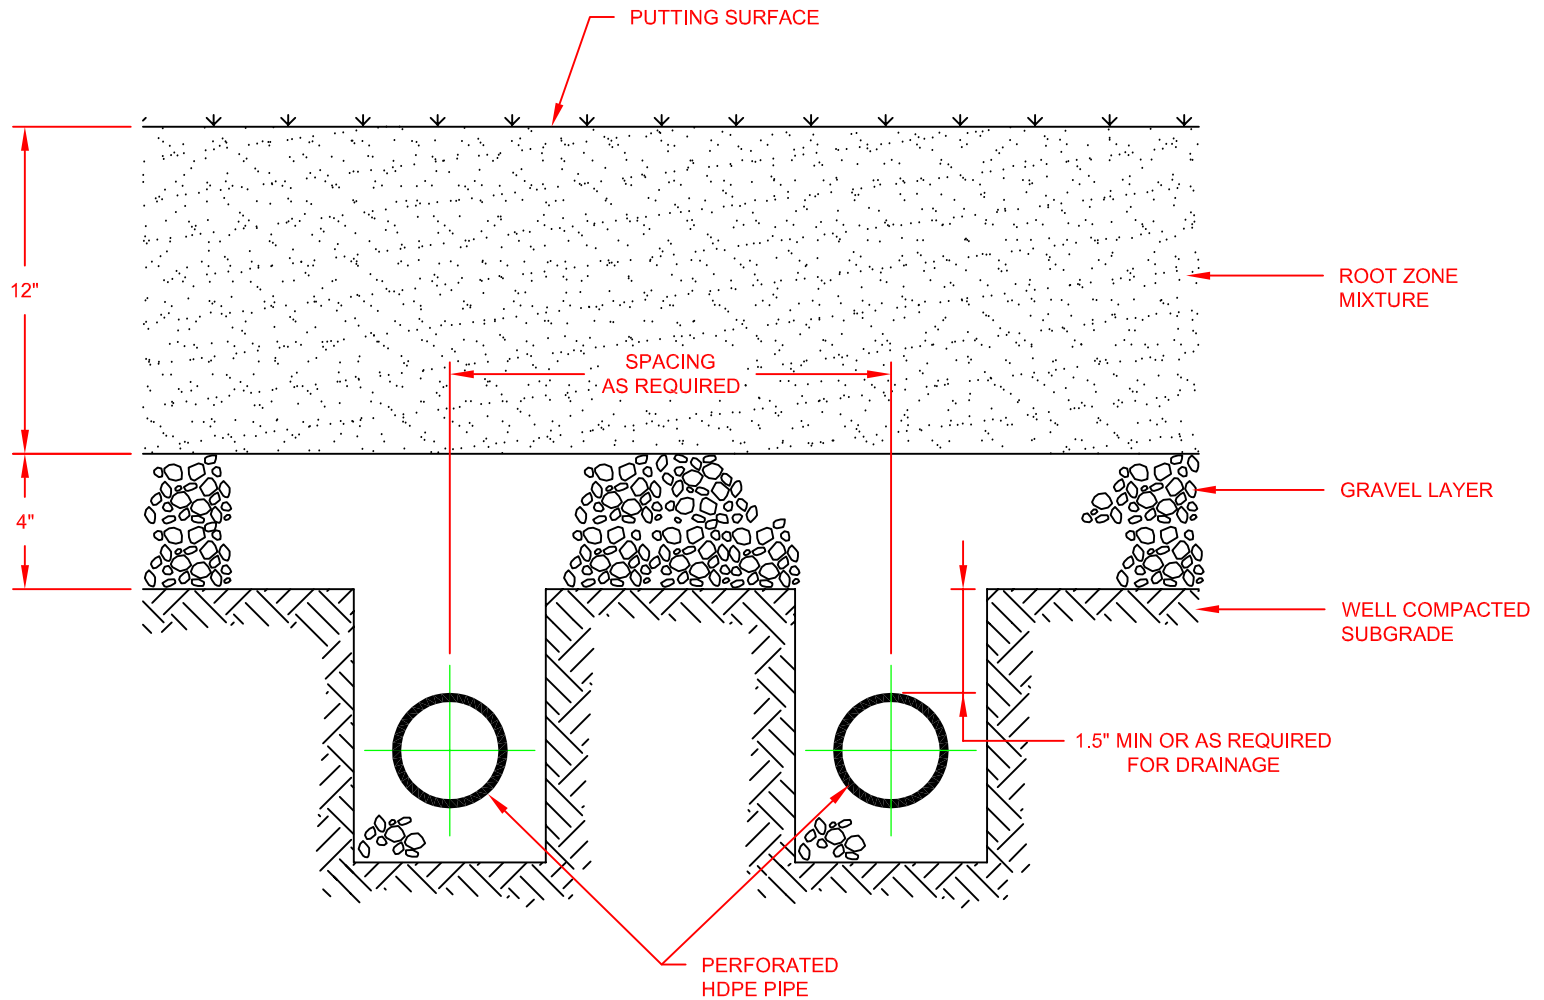 PUTTING SURFACE
12"
ROOT ZONE
MIXTURE
SPACING
AS REQUIRED
4"
GRAVEL LAYER
WELL COMPACTED
SUBGRADE
1.5" MIN OR AS REQUIRED
FOR DRAINAGE
PERFORATED
HDPE PIPE